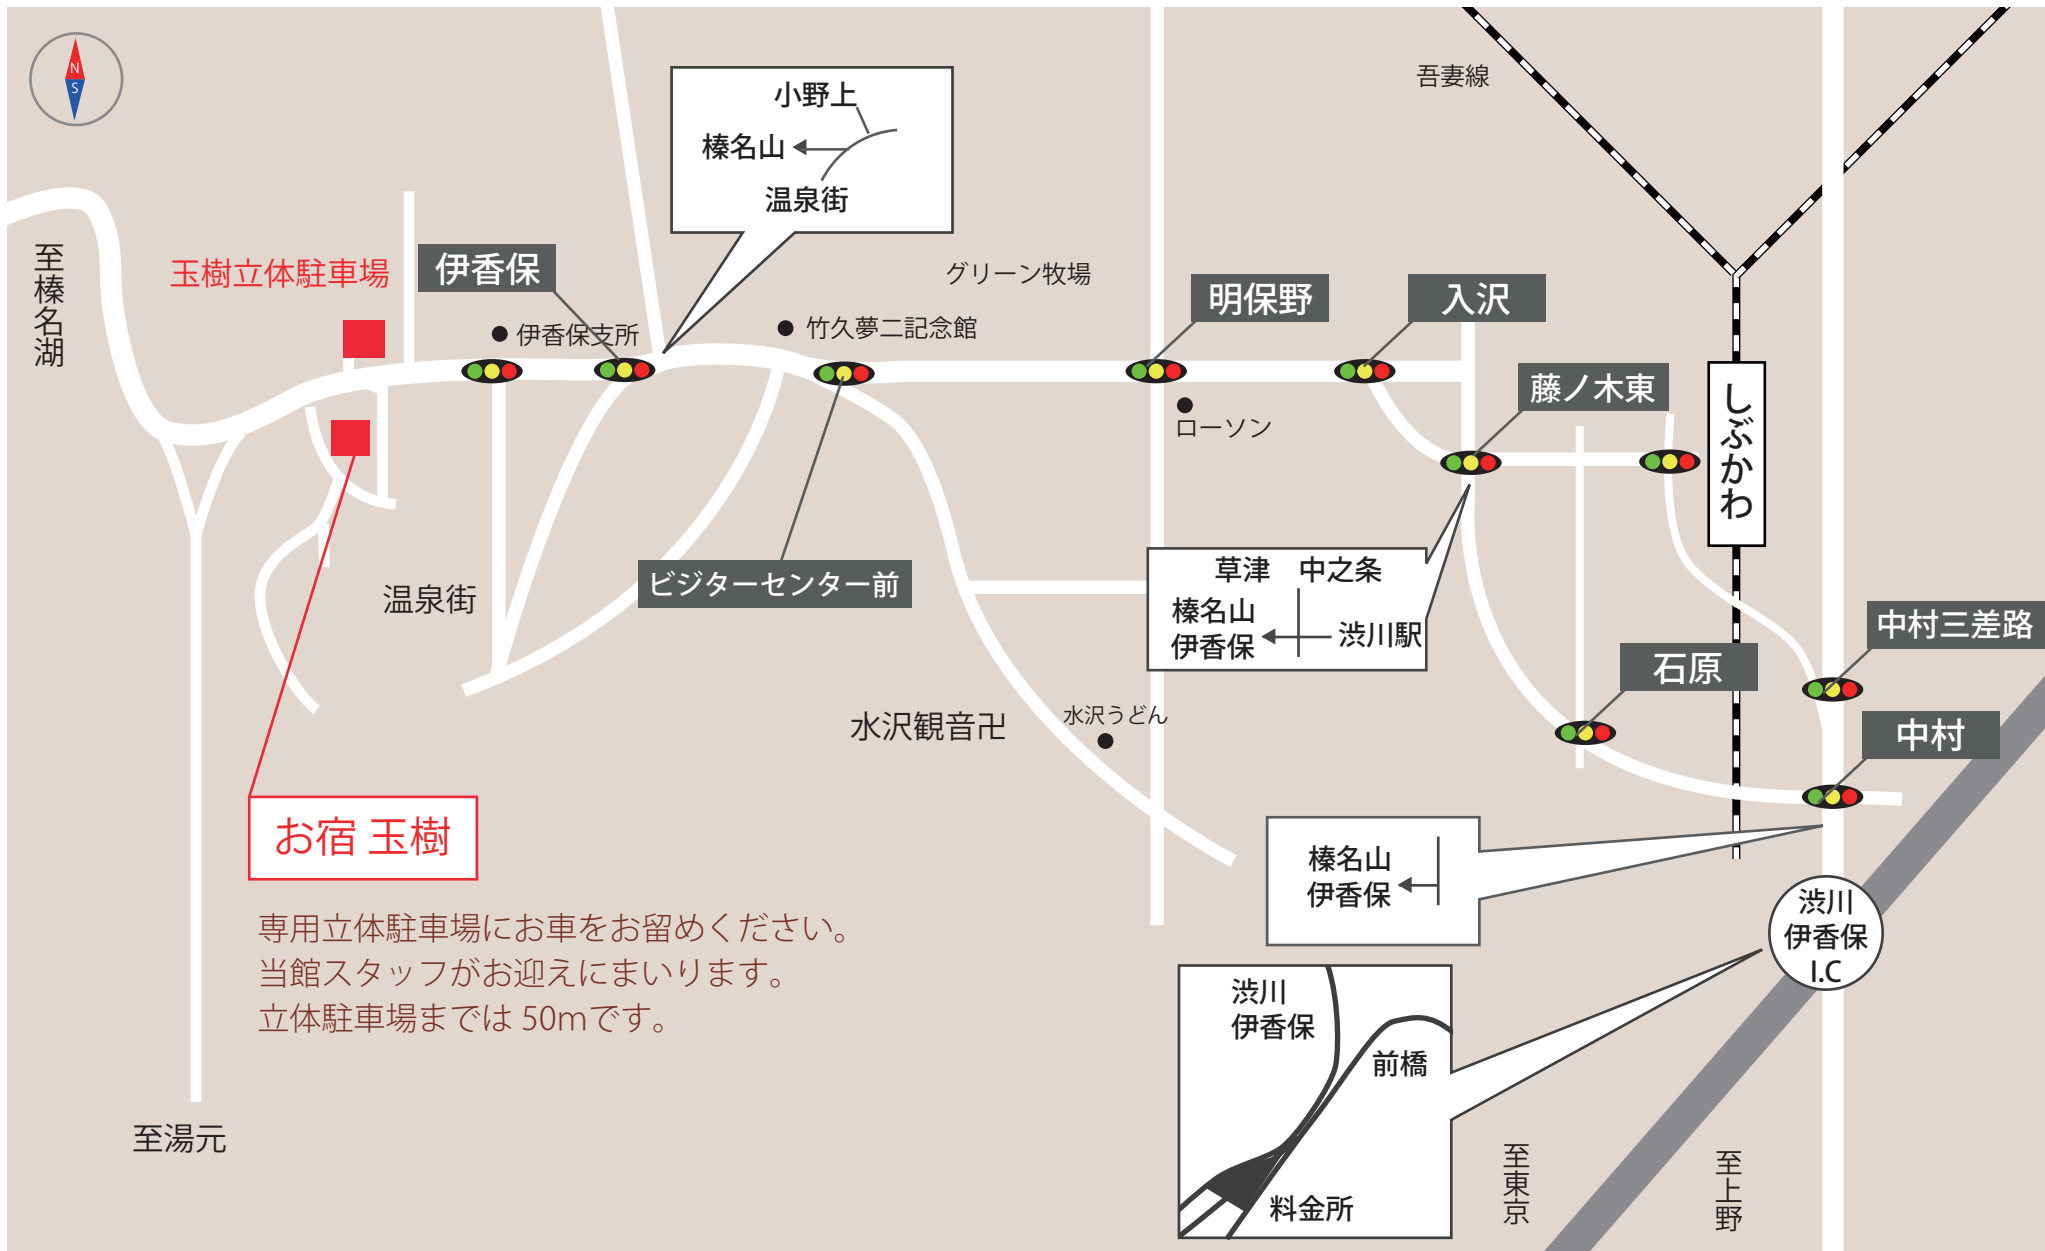 N
S
小野上
榛名山
温泉街
吾妻線
至榛名湖
玉樹立体駐車場
伊香保
伊香保支所
竹久夢二記念館
グリーン牧場
明保野
入沢
ローソン
藤ノ木東
しぶかわ
ビジターセンター前
温泉街
草津 中之条
榛名山
伊香保
渋川駅
中村三差路
石原
中村
水沢観音卍
水沢うどん
お宿 玉樹
榛名山
伊香保
渋川
伊香保
I.C
専用立体駐車場にお車をお留めください。
当館スタッフがお迎えにまいります。
立体駐車場までは 50mです。
渋川
伊香保
前橋
料金所
至湯元
至東京
至上野